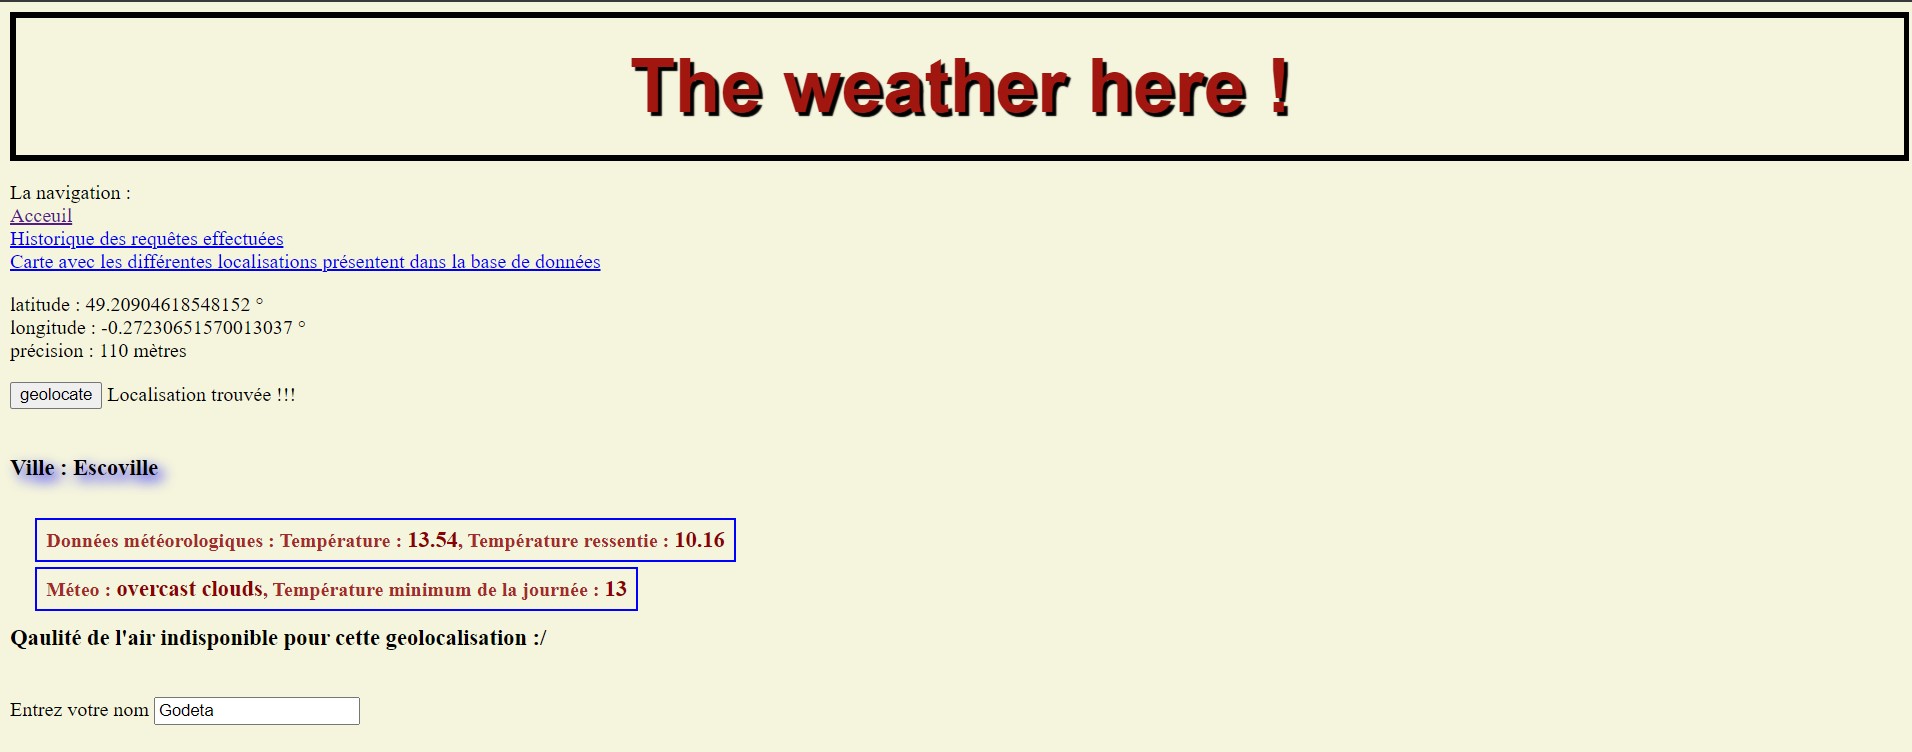 The weather here !
La navigation :
Acceuil
Historique des requêtes effectuées
Carte avec les différentes localisations présentent dans la base de données
latitude : 49.20904618548152 °
longitude : -0.27230651570013037 °
précision : 110 mètres
geolocate Localisation trouvée !!!
Ville : Escoville
Données météorologiques : Température : 13.54, Température ressentie : 10.16
Méteo : overcast clouds, Température minimum de la journée : 13
Qaulité de l'air indisponible pour cette geolocalisation :/
Entrez votre nom Godeta